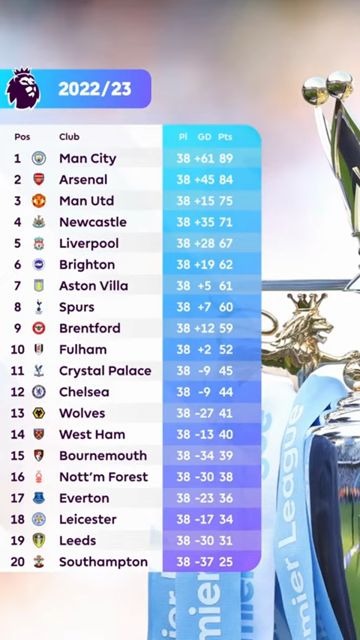 2022/23
Pos Club Pl GD Pts
1 Man City 38 +61 89
2 Arsenal 38 +45 84
3 Man Utd 38 +15 75
4 Newcastle 38 +35 71
5 Liverpool 38 +28 67
6 Brighton 38 +19 62
7 Aston Villa 38 +5 61
8 Spurs 38 +7 60
9 Brentford 38 +12 59
10 Fulham 38 +2 52
11 Crystal Palace 38 -9 45
12 Chelsea 38 -9 44
13 Wolves 38 -27 41
14 West Ham 38 -13 40
15 Bournemouth 38 -34 39
16 Nott'm Forest 38 -30 38
17 Everton 38 -23 36
18 Leicester 38 -17 34
19 Leeds 38 -30 31
20 Southampton 38 -37 25
mier League
mier